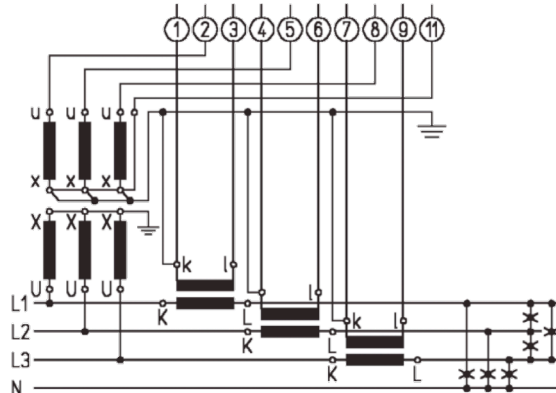 1 2 3 4 5 6 7 8 9 11
u u u
x x x
X X X
U U U
k l l k l
L1
K L
L2
K L
L3
K L
N